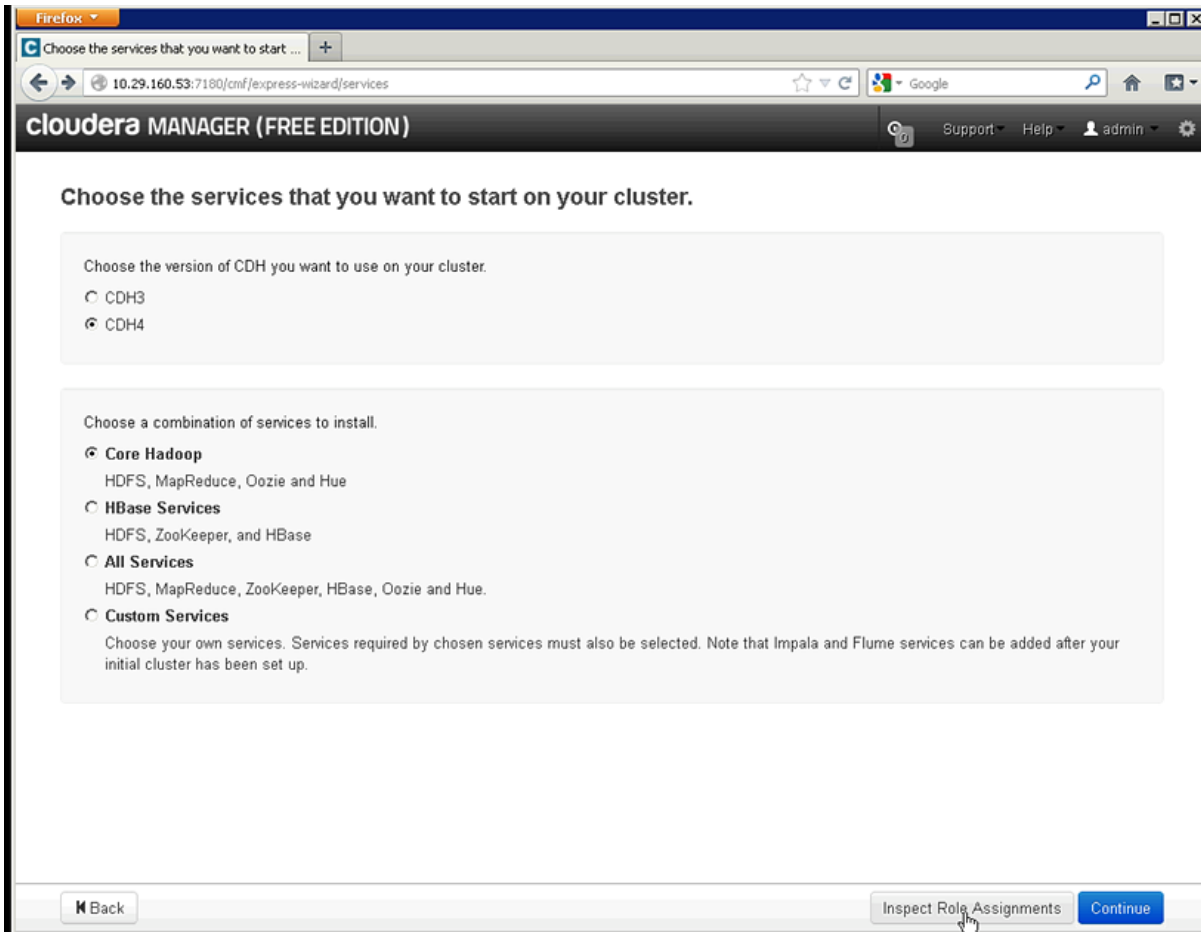 Firefox
Choose the services that you want to start ...
10.29.160.53:7180/cmf/express-wizard/services
Google
cloudera MANAGER (FREE EDITION)
Support
Help
admin
Choose the services that you want to start on your cluster.
Choose the version of CDH you want to use on your cluster.
CDH3
CDH4
Choose a combination of services to install.
Core Hadoop
HDFS, MapReduce, Oozie and Hue
HBase Services
HDFS, ZooKeeper, and HBase
All Services
HDFS, MapReduce, ZooKeeper, HBase, Oozie and Hue.
Custom Services
Choose your own services. Services required by chosen services must also be selected. Note that Impala and Flume services can be added after your
initial cluster has been set up.
Back
Inspect Role Assignments
Continue